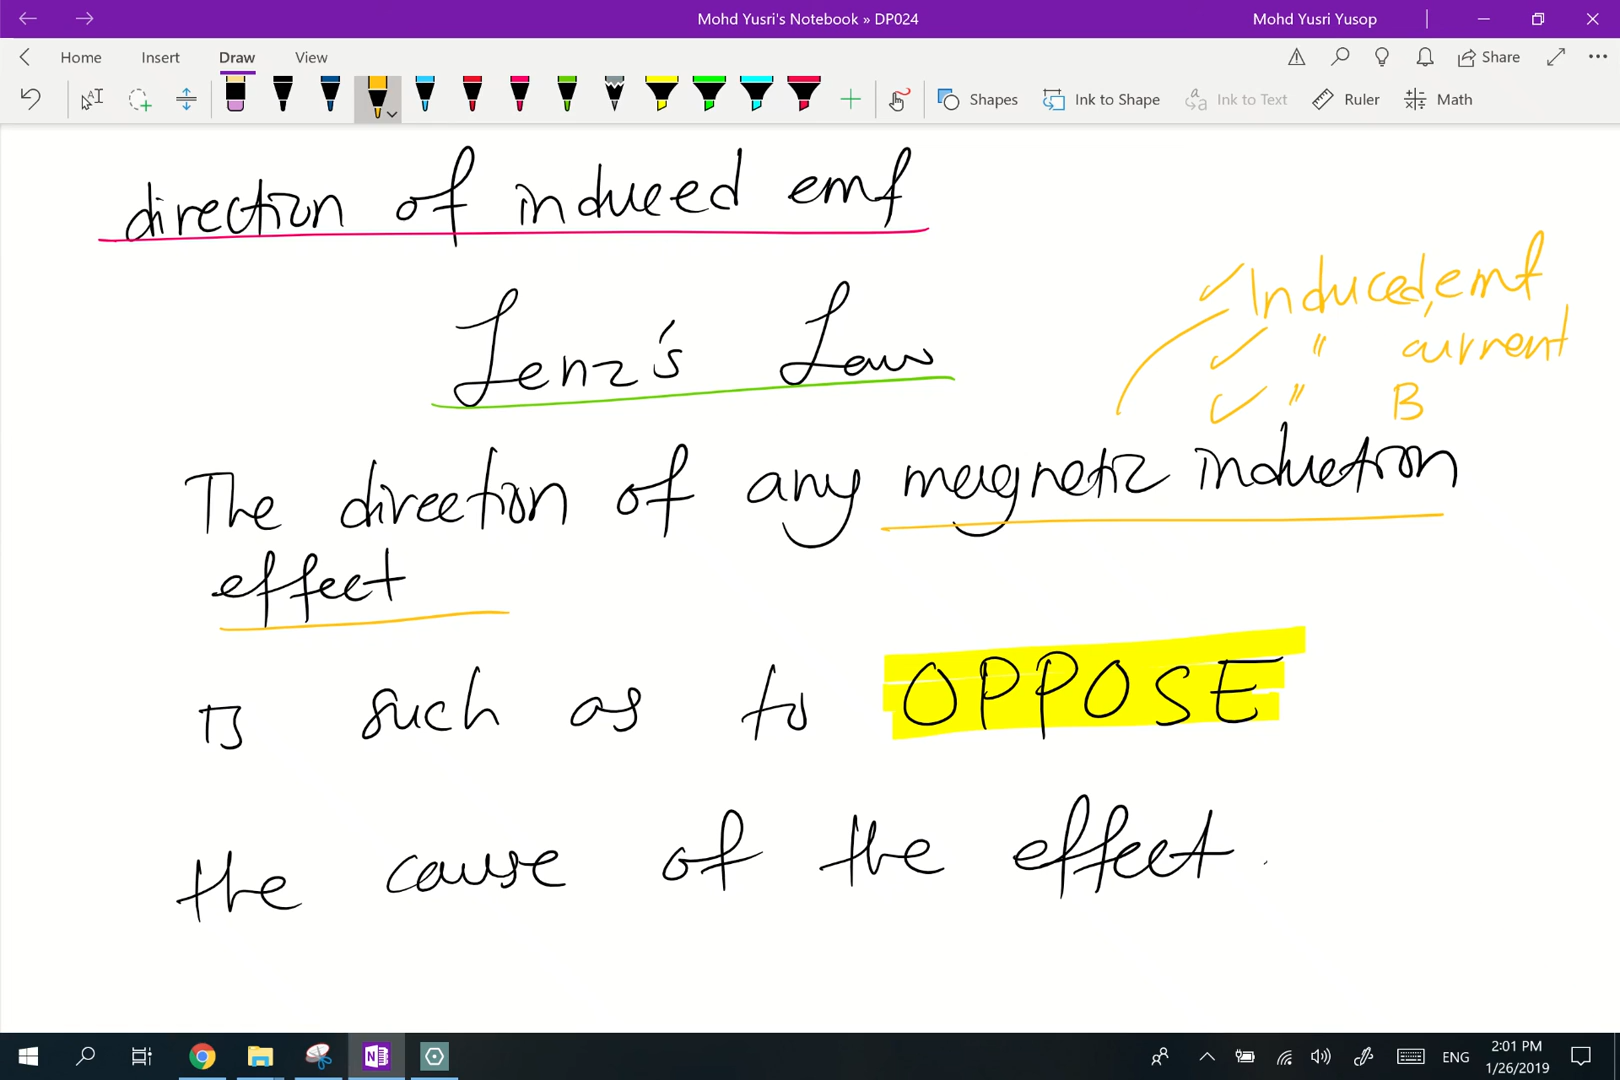 Mohd Yusri's Notebook » DP024
Mohd Yusri Yusop
Home Insert Draw View
Share
Shapes Ink to Shape Ink to Text Ruler Math
direction of induced emf
Lenz's Law
Induced, emf
" current
" B
The direction of any magnetic induction
effect
is such as to OPPOSE
the cause of the effect.
ENG
2:01 PM
1/26/2019